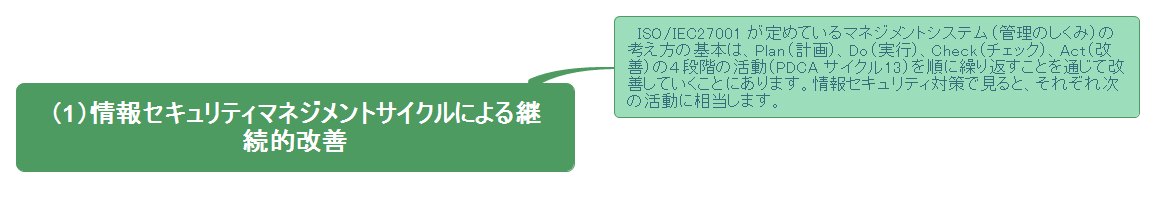 （1）情報セキュリティマネジメントサイクルによる継
続的改善
ISO/IEC27001 が定めているマネジメントシステム（管理のしくみ）の
考え方の基本は、Plan（計画）、Do（実行）、Check（チェック）、Act（改
善）の４段階の活動（PDCA サイクル13）を順に繰り返すことを通じて改
善していくことにあります。情報セキュリティ対策で見ると、それぞれ次
の活動に相当します。